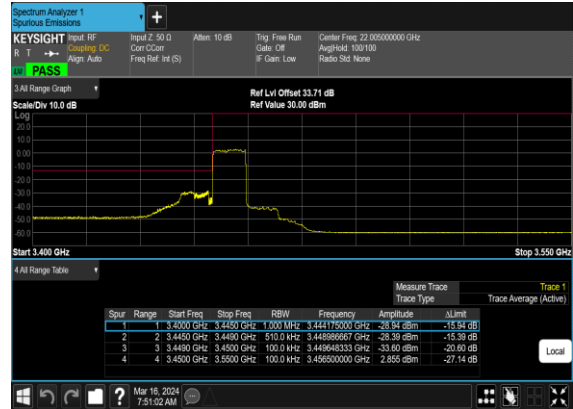 Spectrum Analyzer 1
Spurious Emissions
KEYSIGHT Input: RF Input Z: 50 Ω Atten: 10 dB Trig: Free Run Center Freq: 22.005000000 GHz
R T Coupling: DC Corr CCorr Gate: Off Avg|Hold: 100/100
Align: Auto Freq Ref: Int (S) IF Gain: Low Radio Std: None
PASS
3 All Range Graph
Ref Lvl Offset 33.71 dB
Scale/Div 10.0 dB Ref Value 30.00 dBm
Log
20.0
10.0
0.00
-10.0
-20.0
-30.0
-40.0
-50.0
-60.0
Start 3.400 GHz Stop 3.550 GHz
4 All Range Table
Measure Trace Trace 1
Trace Type Trace Average (Active)
Spur Range Start Freq Stop Freq RBW Frequency Amplitude ΔLimit
1 1 3.4000 GHz 3.4450 GHz 1.000 MHz 3.444175000 GHz -28.94 dBm -15.94 dB
2 2 3.4450 GHz 3.4490 GHz 510.0 kHz 3.448986667 GHz -28.39 dBm -15.39 dB
3 3 3.4490 GHz 3.4500 GHz 100.0 kHz 3.449648333 GHz -33.60 dBm -20.60 dB
4 4 3.4500 GHz 3.5500 GHz 100.0 kHz 3.456500000 GHz 2.855 dBm -27.14 dB
Local
? Mar 16, 2024
7:51:02 AM